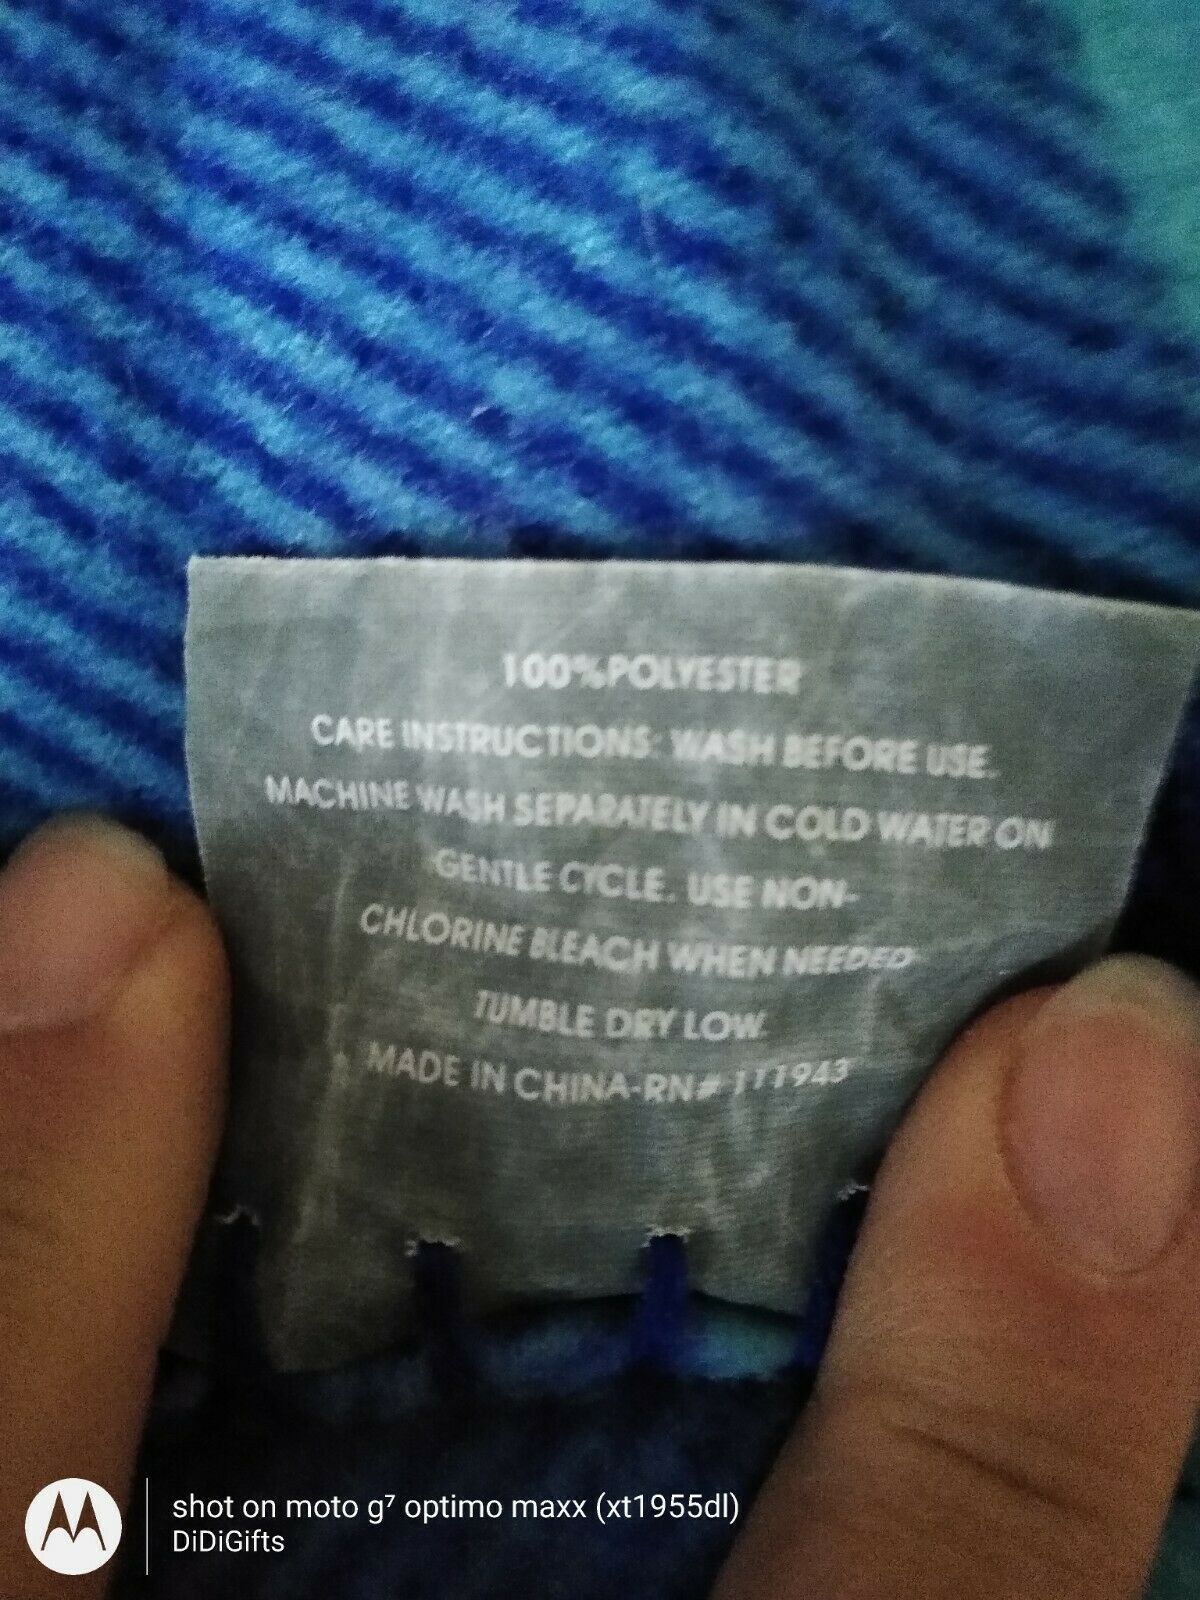 100%POLYESTER
CARE INSTRUCTIONS: WASH BEFORE USE.
MACHINE WASH SEPARATELY IN COLD WATER ON
GENTLE CYCLE. USE NON-
CHLORINE BLEACH WHEN NEEDED
TUMBLE DRY LOW.
MADE IN CHINA-RN# 111943
shot on moto g⁷ optimo maxx (xt1955dl)
DiDiGifts